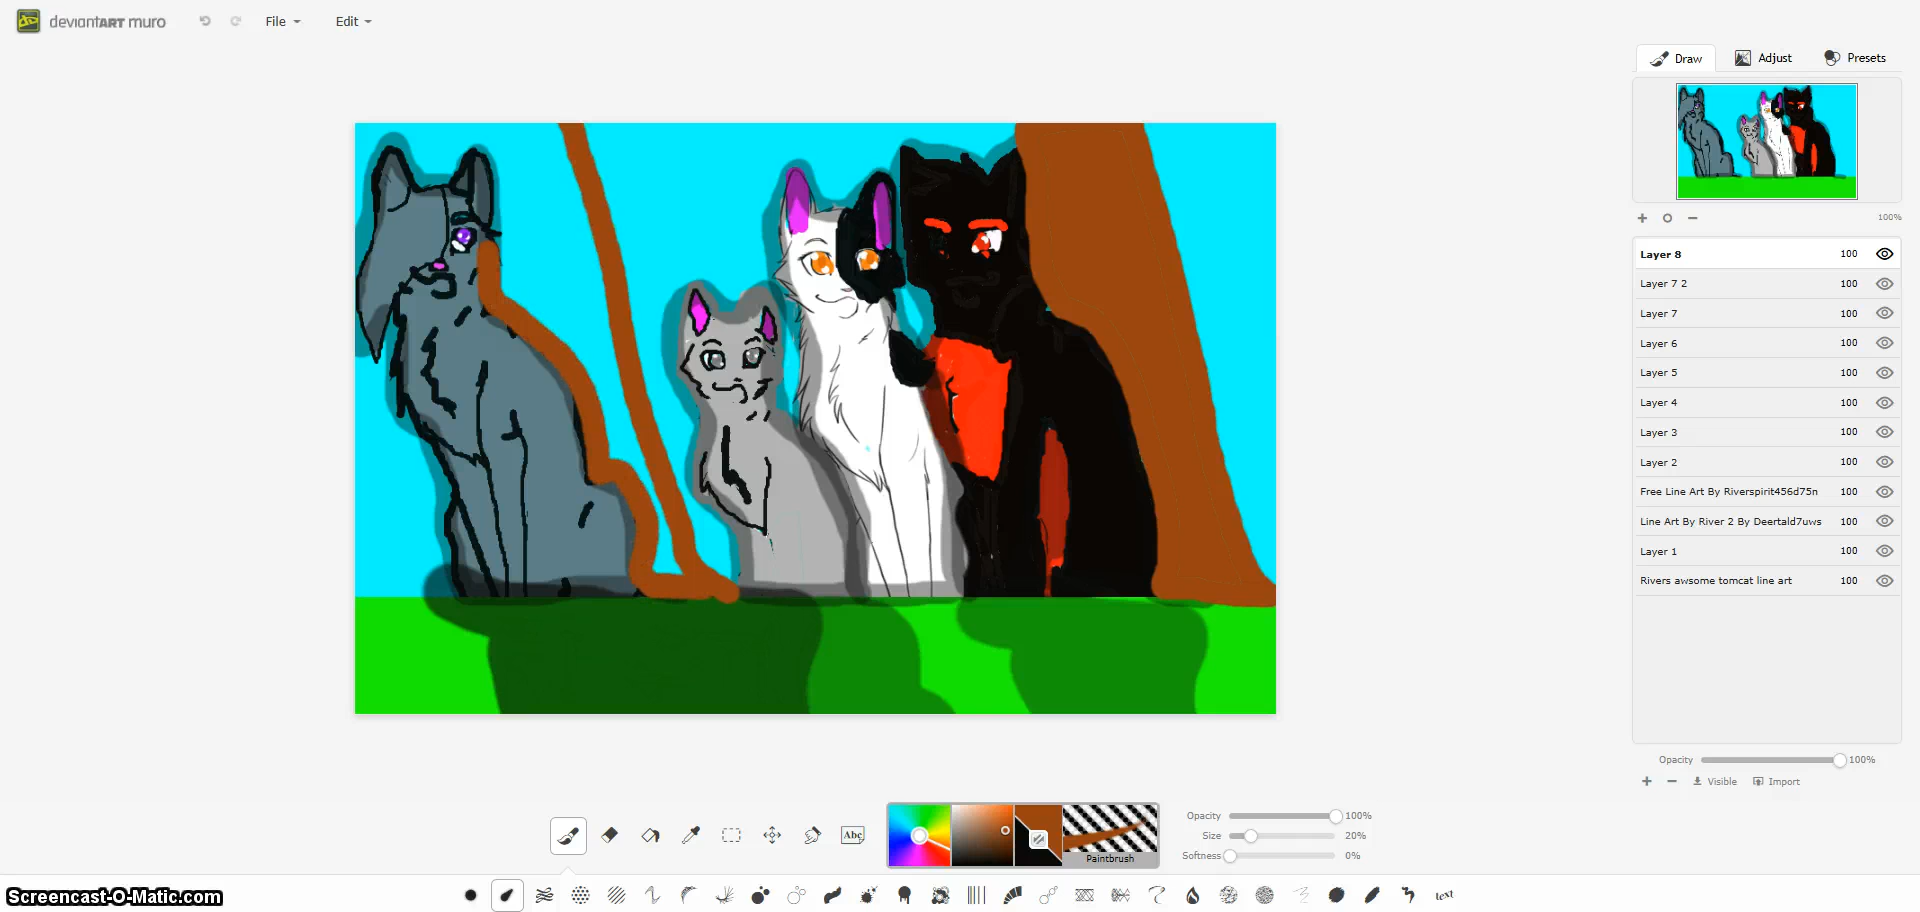 deviantART muro
File
Edit
Draw
Adjust
Presets
100%
Layer 8 100
Layer 7 2 100
Layer 7 100
Layer 6 100
Layer 5 100
Layer 4 100
Layer 3 100
Layer 2 100
Free Line Art By Riverspirit456d75n 100
Line Art By River 2 By Deertald7uws 100
Layer 1 100
Rivers awsome tomcat line art 100
Opacity 100%
Visible
Import
Abc
Paintbrush
Opacity 100%
Size 20%
Softness 0%
text
Screencast-O-Matic.com